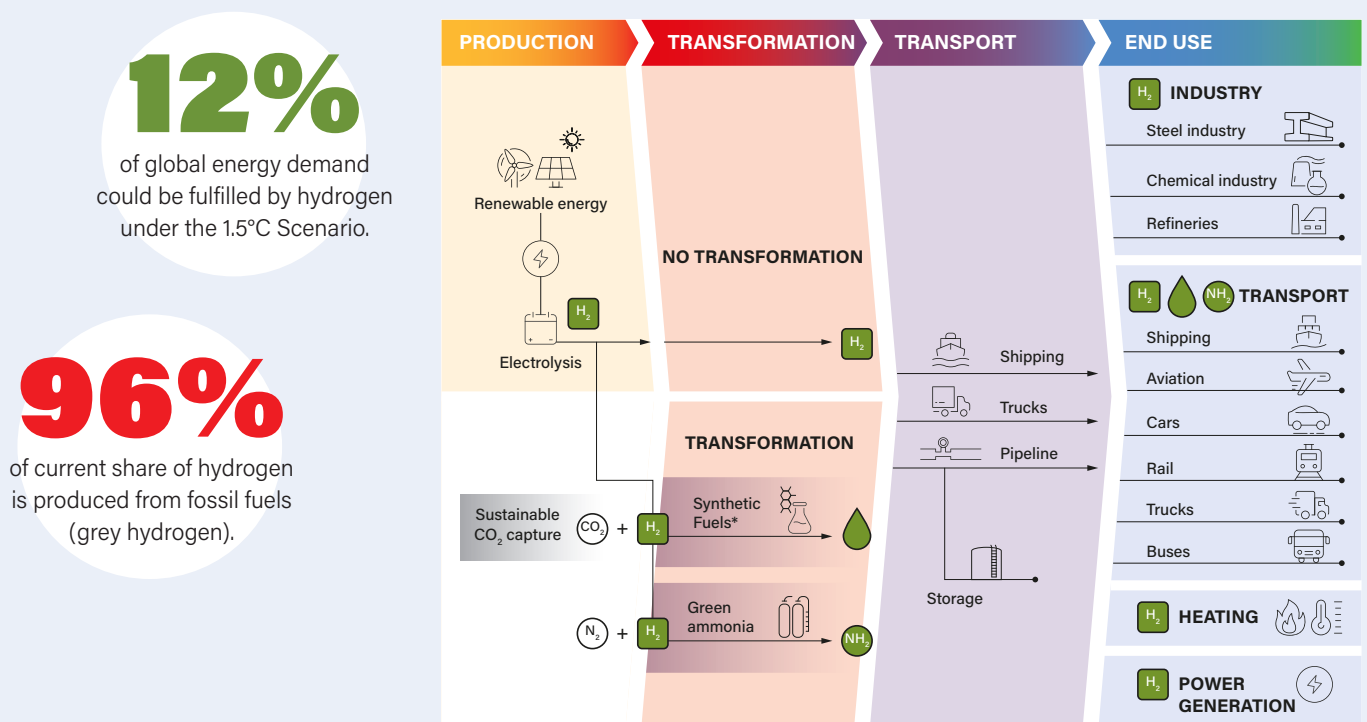 12%
of global energy demand
could be fulfilled by hydrogen
under the 1.5°C Scenario.
96%
of current share of hydrogen
is produced from fossil fuels
(grey hydrogen).
PRODUCTION
Renewable energy
H₂
Electrolysis
Sustainable
CO₂ capture
CO₂ + H₂
N₂ + H₂
TRANSFORMATION
NO TRANSFORMATION
H₂
TRANSFORMATION
Synthetic
Fuels*
Green
ammonia
NH₂
TRANSPORT
Shipping
Trucks
Pipeline
Storage
END USE
H₂ INDUSTRY
Steel industry
Chemical industry
Refineries
H₂ NH₂ TRANSPORT
Shipping
Aviation
Cars
Rail
Trucks
Buses
H₂ HEATING
H₂ POWER
GENERATION